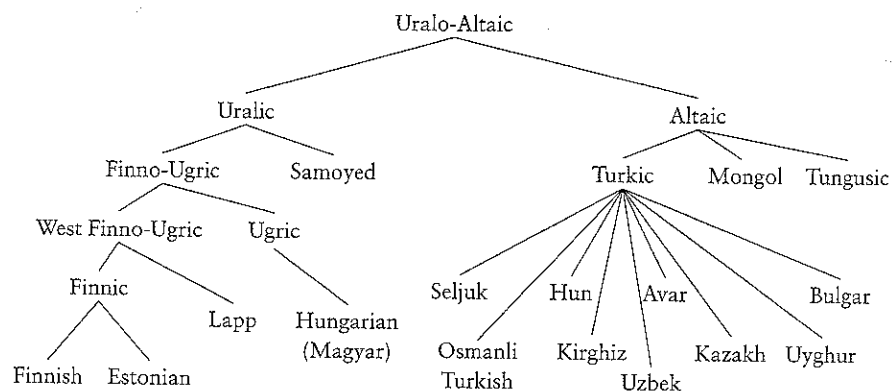 Uralo-Altaic
Uralic
Altaic
Finno-Ugric
Samoyed
Turkic
Mongol
Tungusic
West Finno-Ugric
Ugric
Finnic
Lapp
Hungarian
(Magyar)
Seljuk
Hun
Avar
Bulgar
Finnish
Estonian
Osmanli
Turkish
Kirghiz
Uzbek
Kazakh
Uyghur